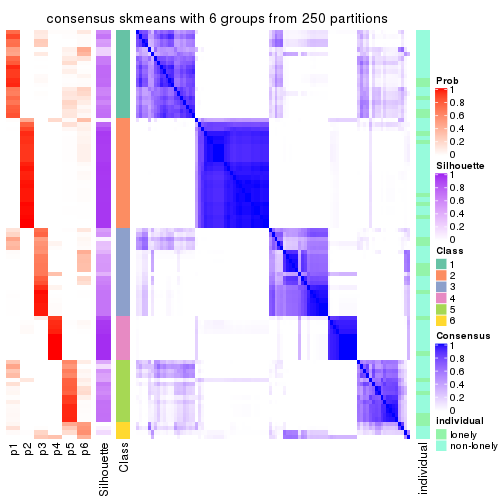 consensus skmeans with 6 groups from 250 partitions
Prob
1
0.8
0.6
0.4
0.2
0
Silhouette
1
0.8
0.6
0.4
0.2
0
Class
1
2
3
4
5
6
Consensus
1
0.8
0.6
0.4
0.2
0
individual
lonely
non-lonely
p1
p2
p3
p4
p5
p6
Silhouette
Class
individual